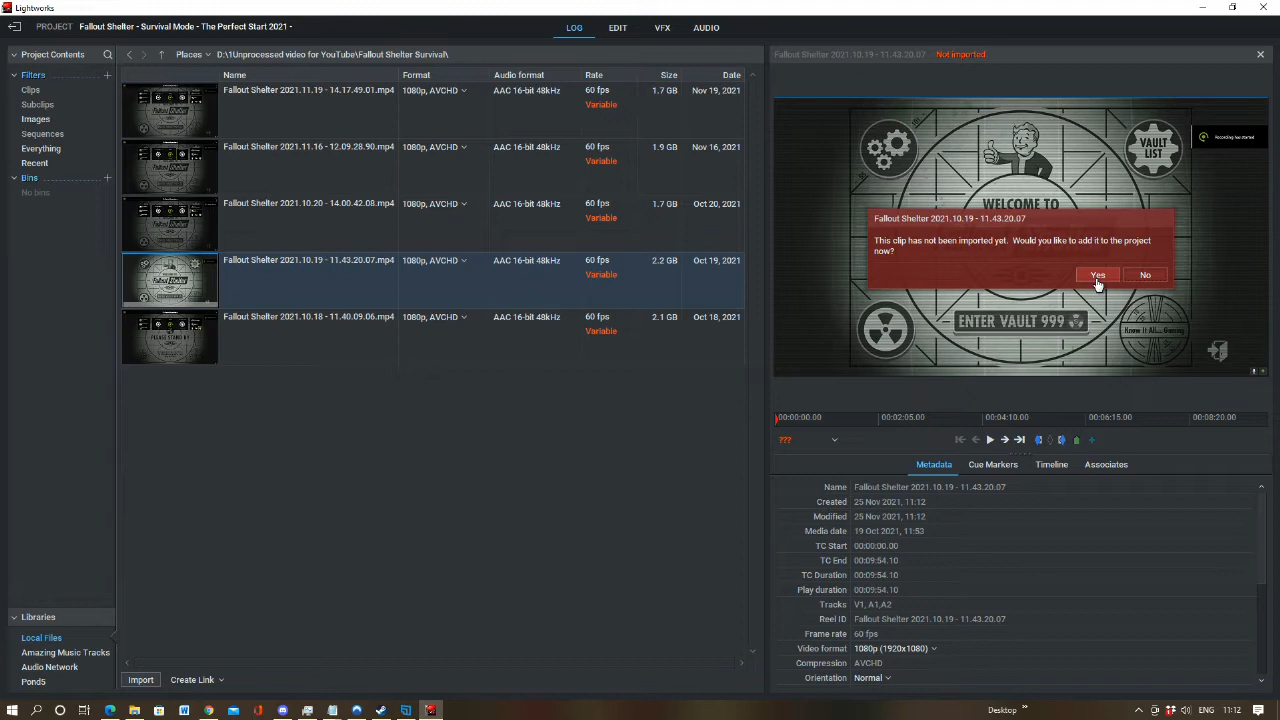 Lightworks
PROJECT Fallout Shelter - Survival Mode - The Perfect Start 2021 -
LOG EDIT VFX AUDIO
Project Contents
Places D:\1Unprocessed video for YouTube\Fallout Shelter Survival\
Fallout Shelter 2021.10.19 - 11.43.20.07 Not imported
Filters
Clips
Subclips
Images
Sequences
Everything
Recent
Bins
No bins
Name Format Audio format Rate Size Date
Fallout Shelter 2021.11.19 - 14.17.49.01.mp4 1080p, AVCHD AAC 16-bit 48kHz 60 fps 1.7 GB Nov 19, 2021
Variable
Fallout Shelter 2021.11.16 - 12.09.28.90.mp4 1080p, AVCHD AAC 16-bit 48kHz 60 fps 1.9 GB Nov 16, 2021
Variable
Fallout Shelter 2021.10.20 - 14.00.42.08.mp4 1080p, AVCHD AAC 16-bit 48kHz 60 fps 1.7 GB Oct 20, 2021
Variable
Fallout Shelter 2021.10.19 - 11.43.20.07.mp4 1080p, AVCHD AAC 16-bit 48kHz 60 fps 2.2 GB Oct 19, 2021
Variable
Fallout Shelter 2021.10.18 - 11.40.09.06.mp4 1080p, AVCHD AAC 16-bit 48kHz 60 fps 2.1 GB Oct 18, 2021
Variable
PLEASE STAND BY
VAULT
LIST
Recording has started
WELCOME TO
Fallout Shelter 2021.10.19 - 11.43.20.07
This clip has not been imported yet. Would you like to add it to the project
now?
Yes No
ENTER VAULT 999
Know It All... Gaming
00:00:00.00 00:02:05.00 00:04:10.00 00:06:15.00 00:08:20.00
???
Metadata Cue Markers Timeline Associates
Name Fallout Shelter 2021.10.19 - 11.43.20.07
Created 25 Nov 2021, 11:12
Modified 25 Nov 2021, 11:12
Media date 19 Oct 2021, 11:53
TC Start 00:00:00.00
TC End 00:09:54.10
TC Duration 00:09:54.10
Play duration 00:09:54.10
Tracks V1, A1,A2
Reel ID Fallout Shelter 2021.10.19 - 11.43.20.07
Frame rate 60 fps
Video format 1080p (1920x1080)
Compression AVCHD
Orientation Normal
Libraries
Local Files
Amazing Music Tracks
Audio Network
Pond5
Import Create Link
Desktop ENG 11:12